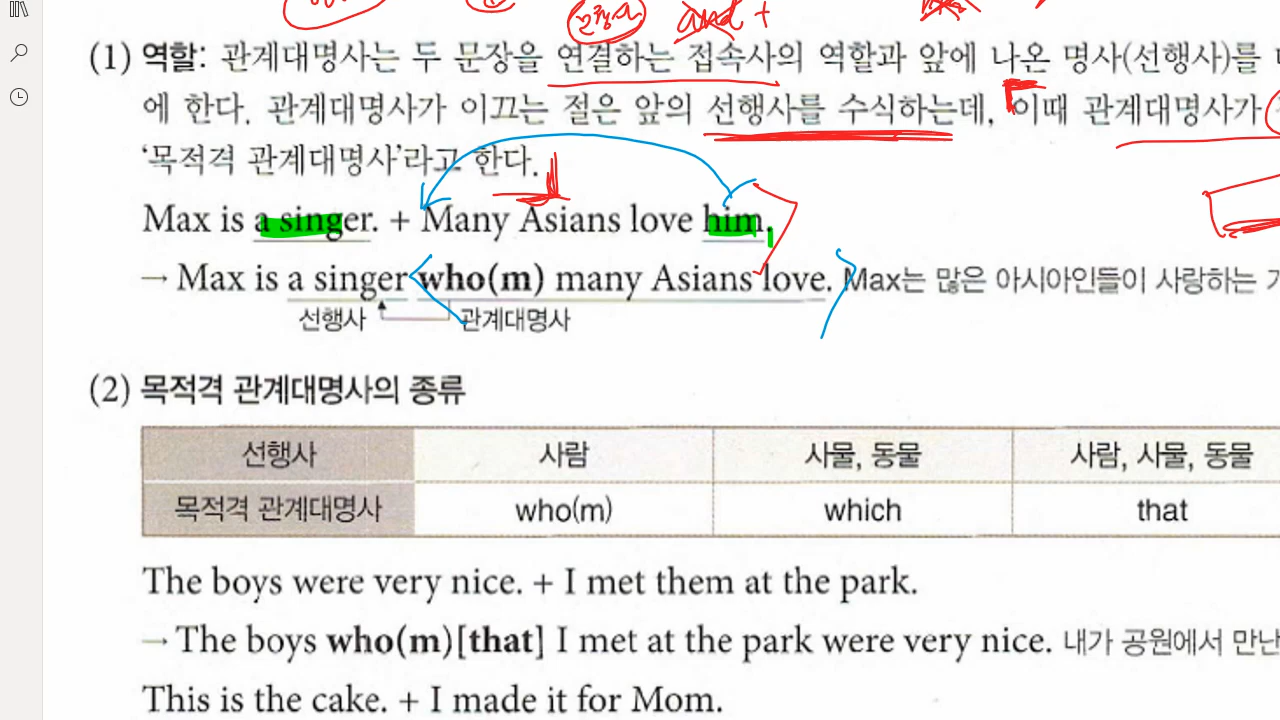 and +
(1) 역할: 관계대명사는 두 문장을 연결하는 접속사의 역할과 앞에 나온 명사(선행사)를
에 한다. 관계대명사가 이끄는 절은 앞의 선행사를 수식하는데, 이때 관계대명사가
‘목적격 관계대명사’라고 한다.
Max is a singer. + Many Asians love him.
→ Max is a singer who(m) many Asians love. Max는 많은 아시아인들이 사랑하는
선행사 관계대명사
(2) 목적격 관계대명사의 종류
선행사 사람 사물, 동물 사람, 사물, 동물
목적격 관계대명사 who(m) which that
The boys were very nice. + I met them at the park.
→ The boys who(m)[that] I met at the park were very nice. 내가 공원에서 만난
This is the cake. + I made it for Mom.